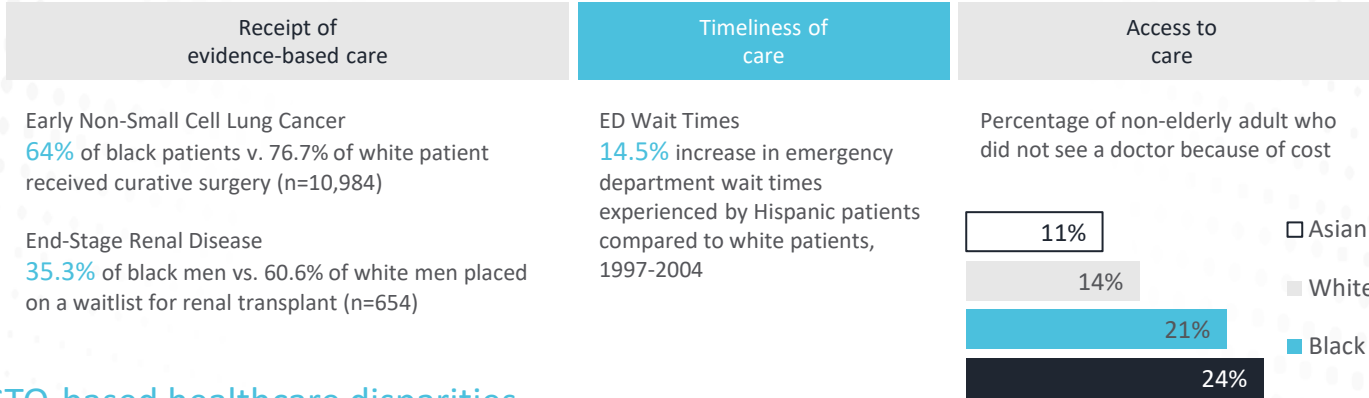 Receipt of
evidence-based care
Timeliness of
care
Access to
care
Early Non-Small Cell Lung Cancer
64% of black patients v. 76.7% of white patient
received curative surgery (n=10,984)
End-Stage Renal Disease
35.3% of black men vs. 60.6% of white men placed
on a waitlist for renal transplant (n=654)
ED Wait Times
14.5% increase in emergency
department wait times
experienced by Hispanic patients
compared to white patients,
1997-2004
Percentage of non-elderly adult who
did not see a doctor because of cost
11%
14%
21%
24%
Asian
White
Black
based healthcare disparities